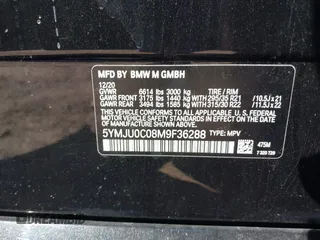 MFD BY BMW M GMBH
12/20
GVWR 6614 lbs 3000 kg TIRE / RIM
GAWR FRONT 3175 lbs 1440 kg WITH 295/35 R21 /10.5J x 21
GAWR REAR 3494 lbs 1585 kg WITH 315/30 R22 /11.5J x 22
5YMJU0C08M9F36288 TYPE: MPV
THIS VEHICLE CONFORMS TO ALL APPLICABLE
U.S. FEDERAL MOTOR VEHICLE SAFETY
STANDARDS IN EFFECT ON THE DATE OF
MANUFACTURE SHOWN ABOVE.
475M